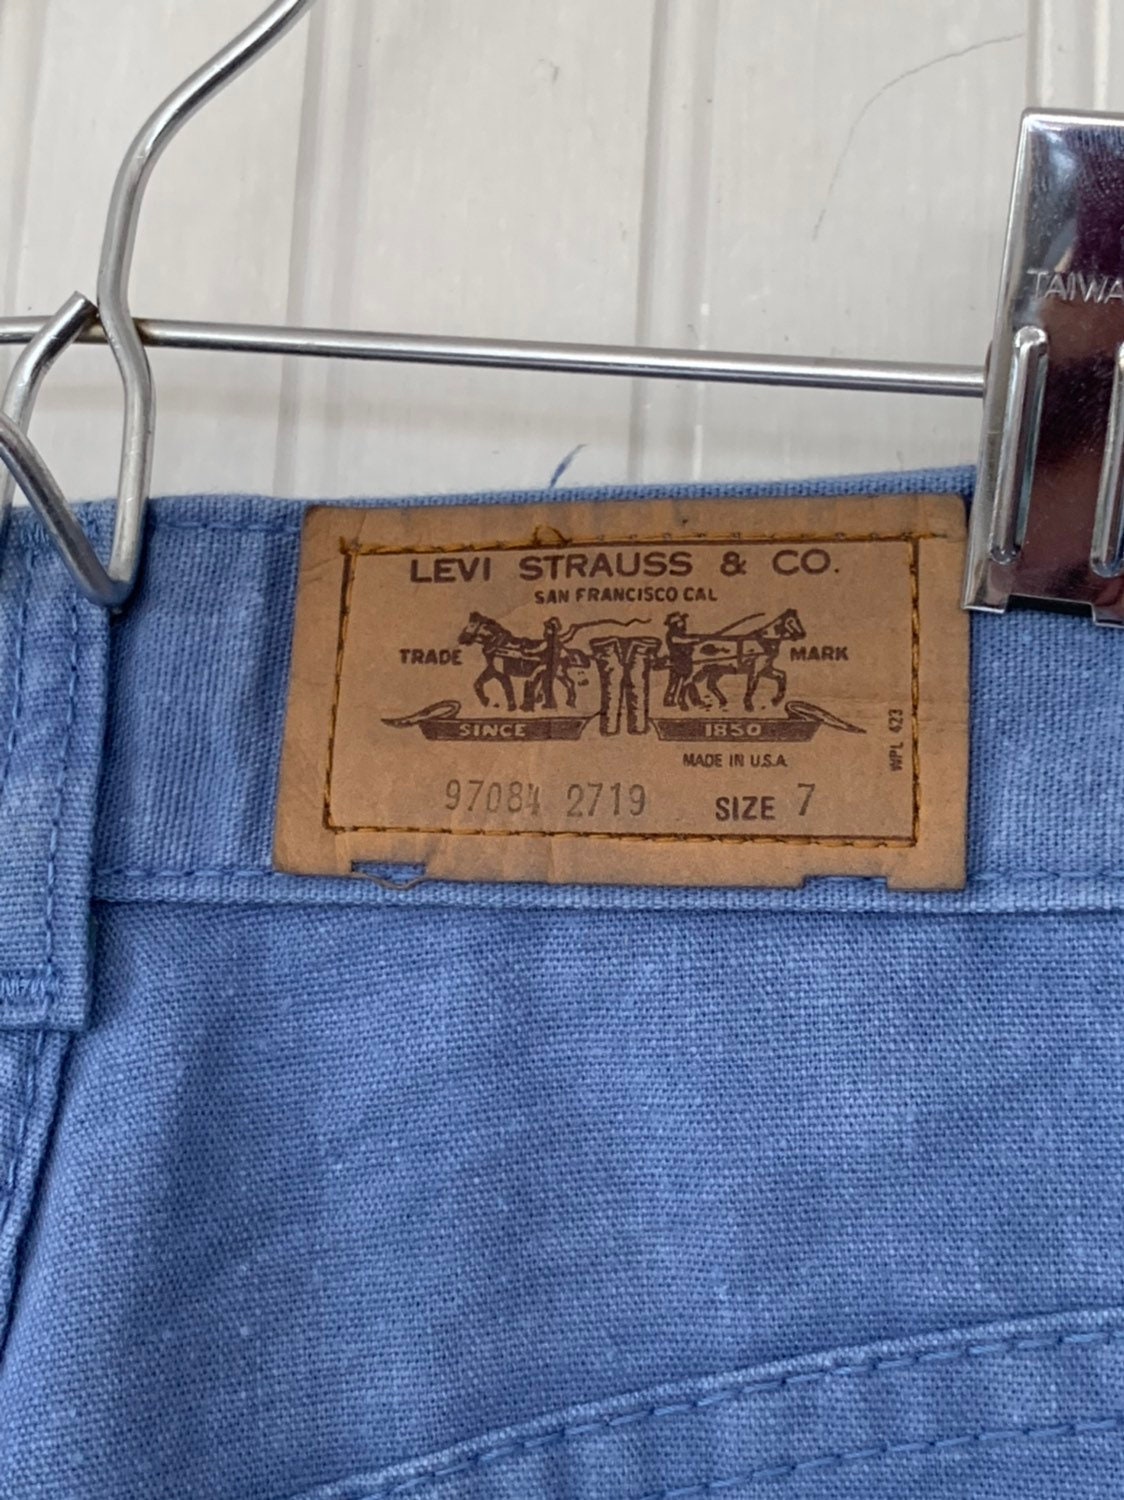 TAIWA
LEVI STRAUSS & CO.
SAN FRANCISCO CAL
TRADE MARK
SINCE 1850
MADE IN U.S.A.
WPL 423
97084 2719 SIZE 7